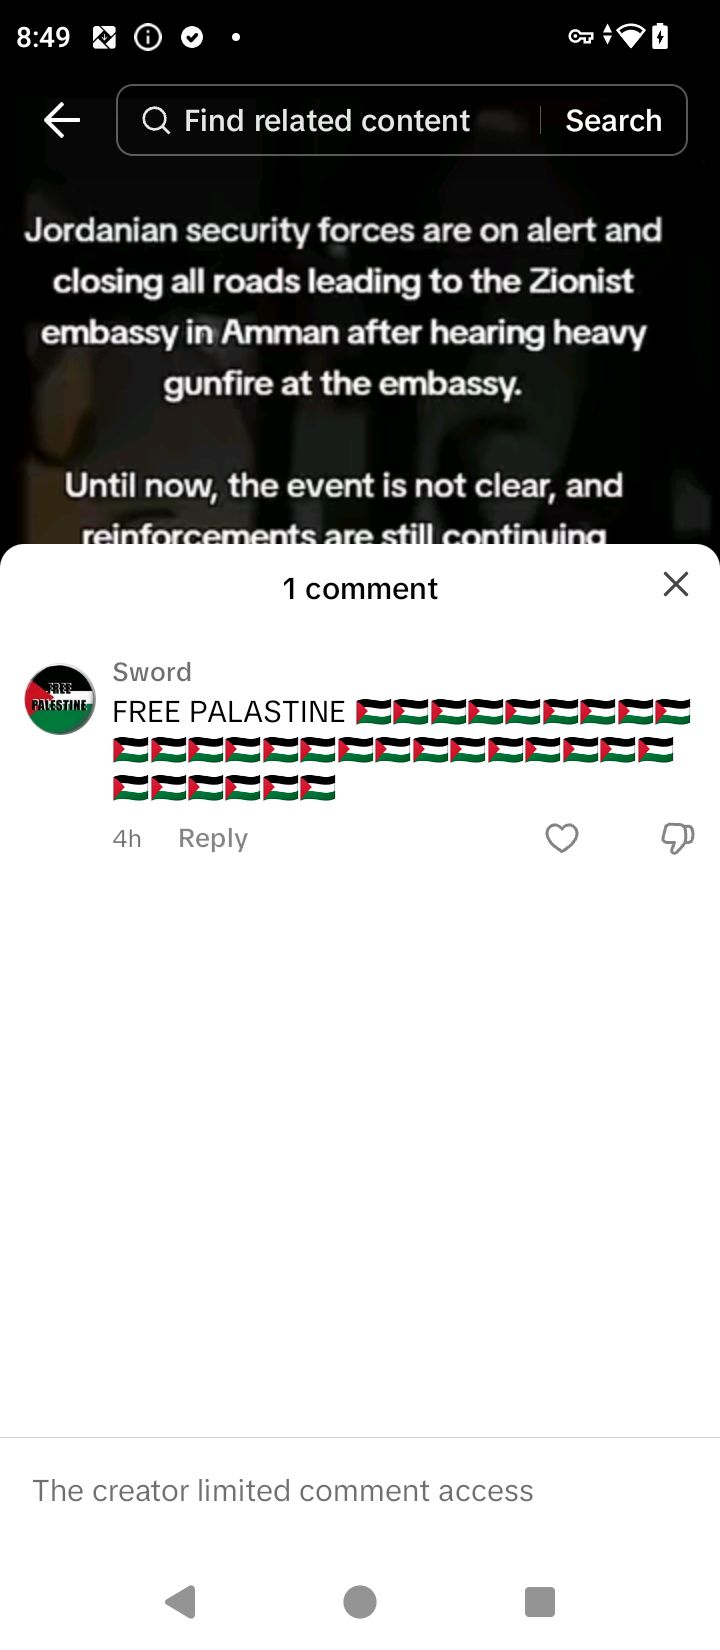 8:49
Find related content
Search
Jordanian security forces are on alert and
closing all roads leading to the Zionist
embassy in Amman after hearing heavy
gunfire at the embassy.
Until now, the event is not clear, and
reinforcements are still continuing
1 comment
Sword
FREE PALESTINE
FREE PALASTINE 🇵🇸🇵🇸🇵🇸🇵🇸🇵🇸🇵🇸🇵🇸🇵🇸🇵🇸
🇵🇸🇵🇸🇵🇸🇵🇸🇵🇸🇵🇸🇵🇸🇵🇸🇵🇸🇵🇸🇵🇸🇵🇸🇵🇸🇵🇸🇵🇸
🇵🇸🇵🇸🇵🇸🇵🇸🇵🇸🇵🇸
4h
Reply
The creator limited comment access